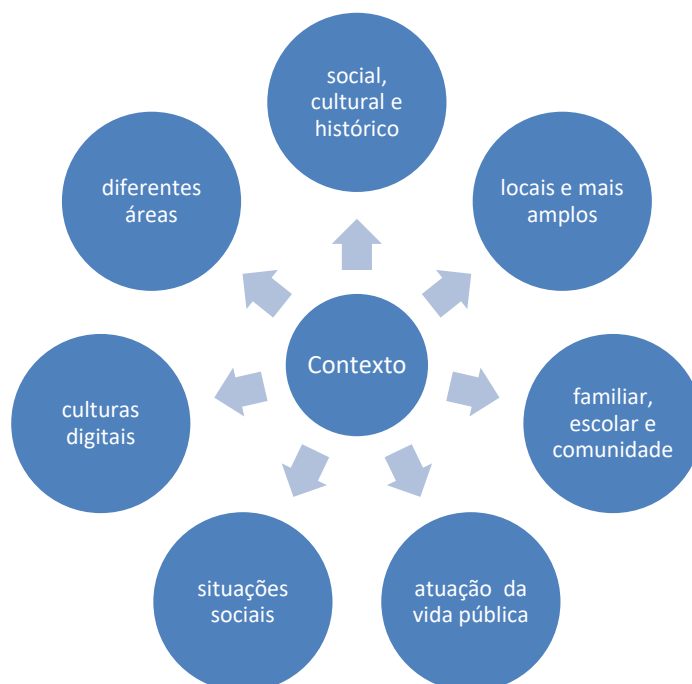 social,
cultural e
histórico
locais e mais
amplos
familiar,
escolar e
comunidade
atuação da
vida pública
situações
sociais
culturas
digitais
diferentes
áreas
Contexto